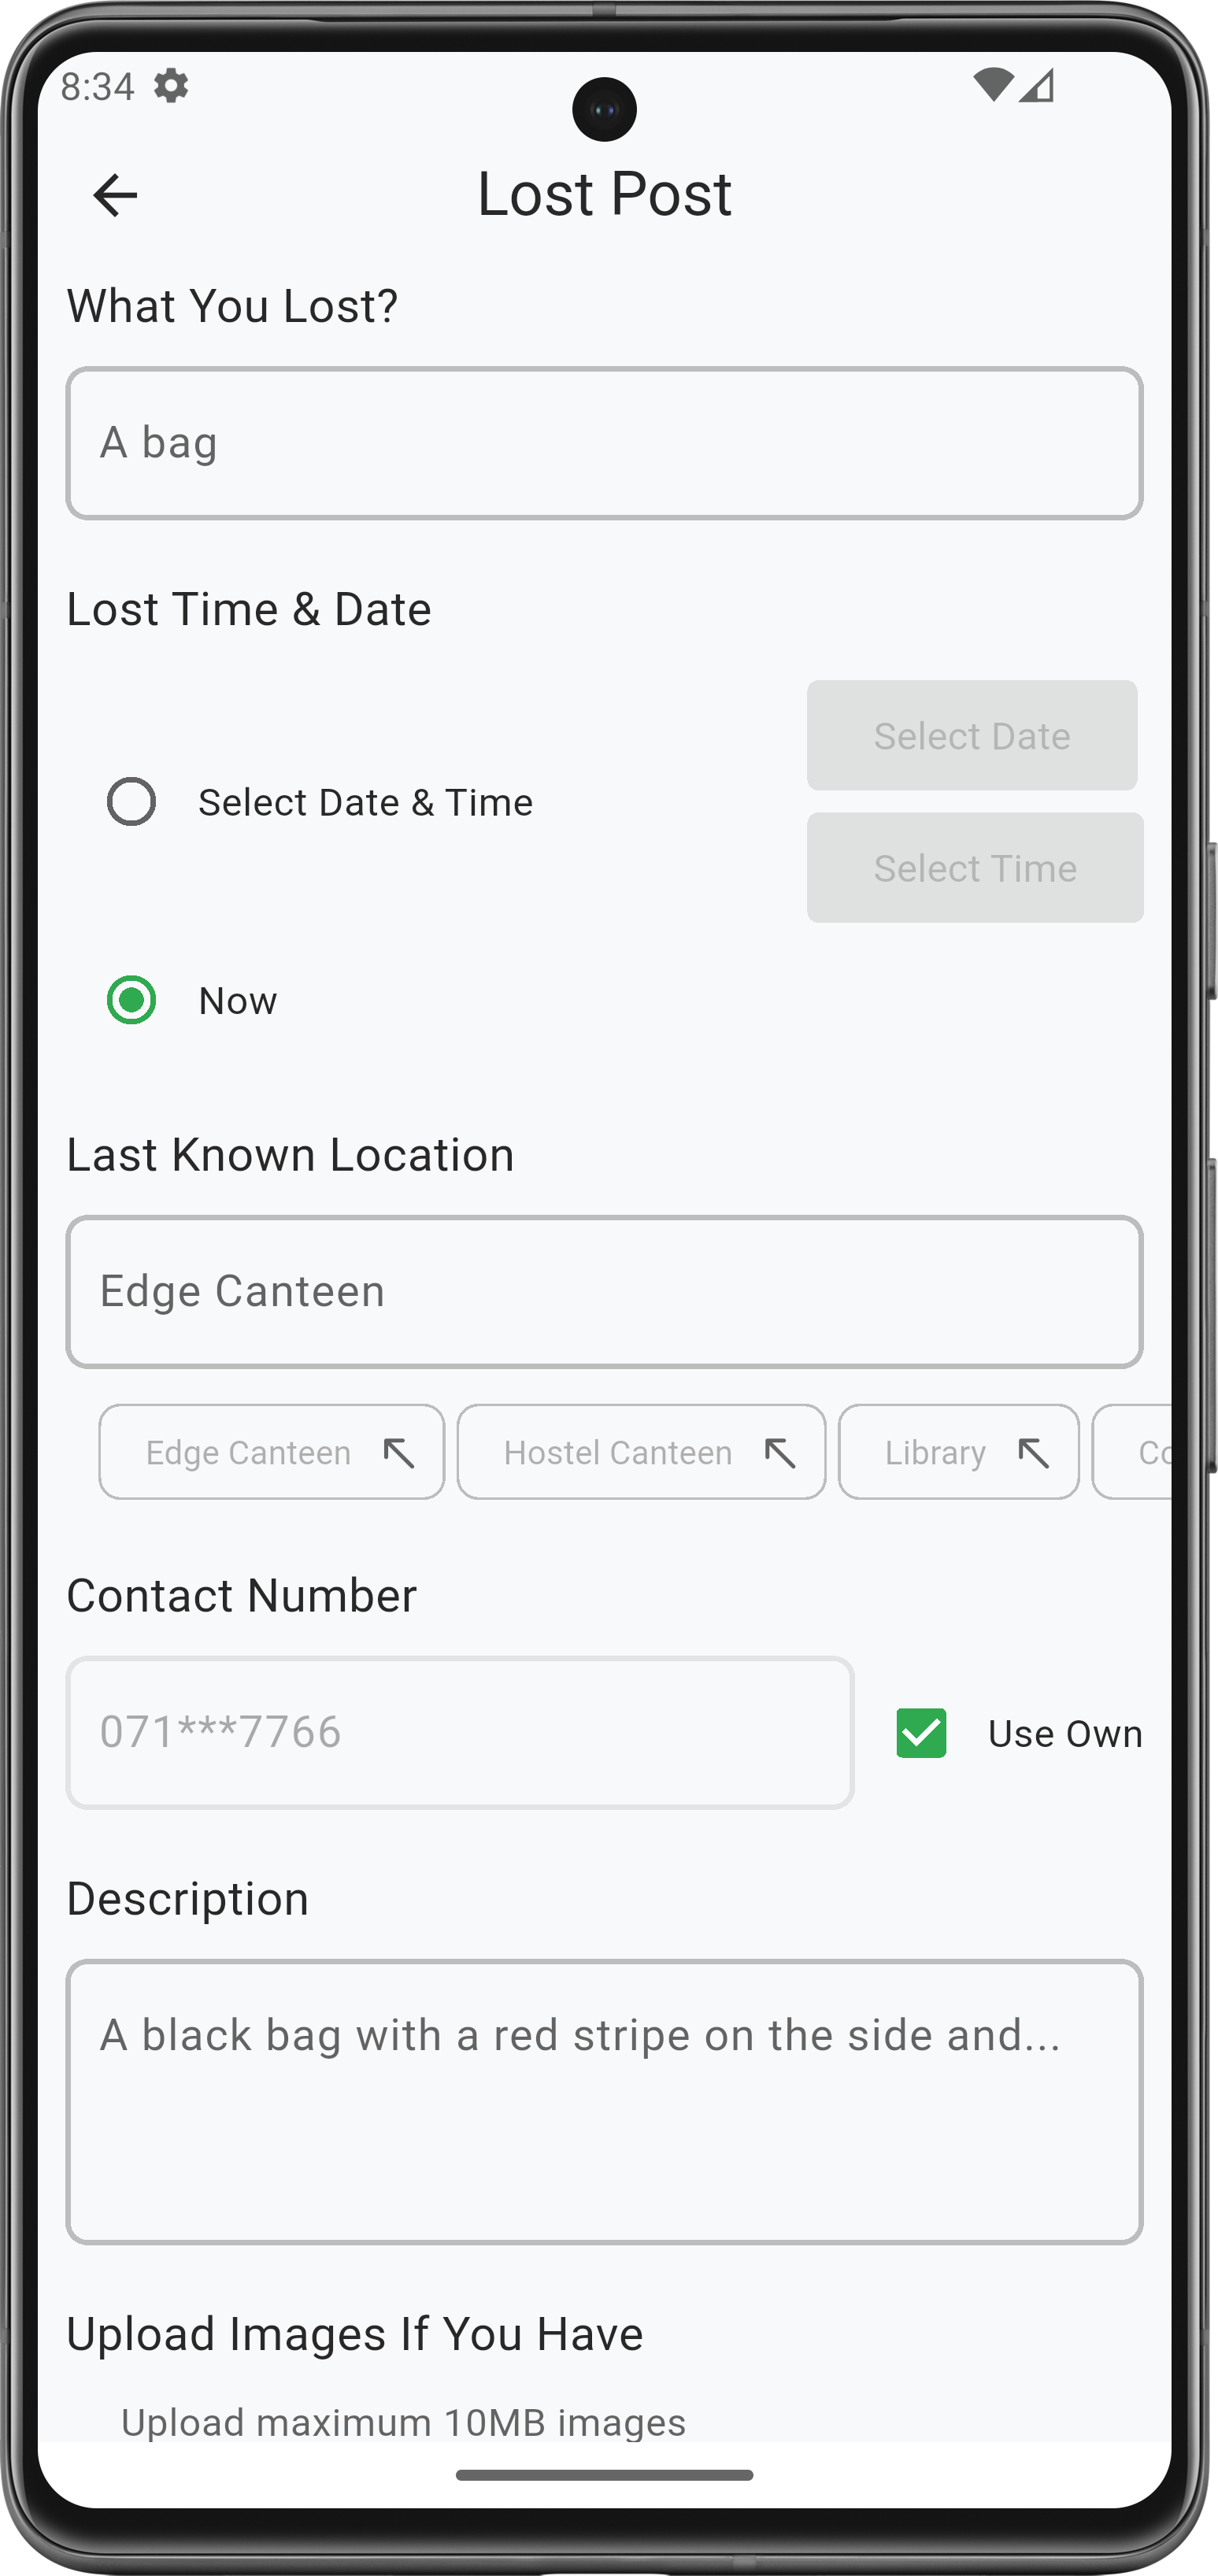 8:34
Lost Post
What You Lost?
A bag
Lost Time & Date
Select Date
Select Date & Time
Select Time
Now
Last Known Location
Edge Canteen
Edge Canteen Hostel Canteen Library Co
Contact Number
071***7766
Use Own
Description
A black bag with a red stripe on the side and...
Upload Images If You Have
Upload maximum 10MB images